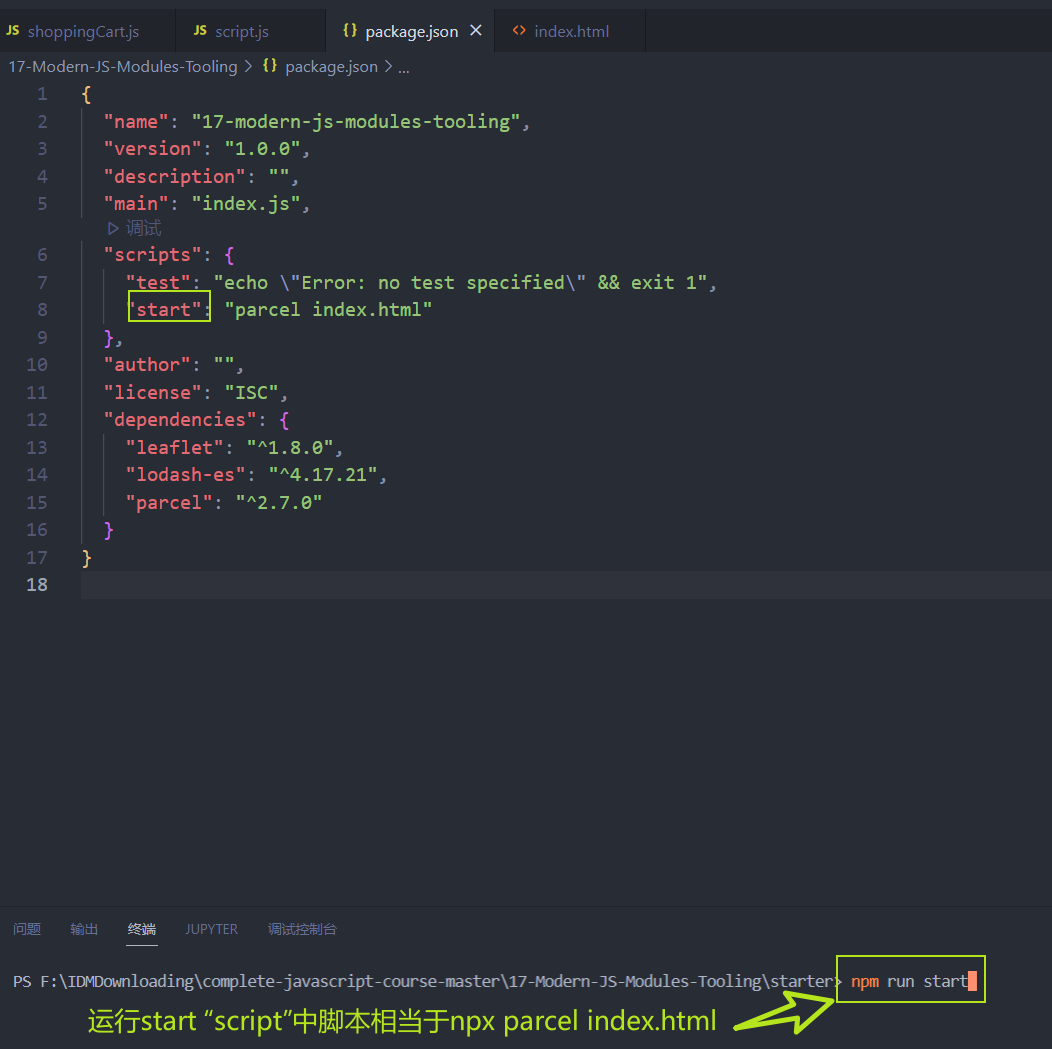 JS shoppingCart.js JS script.js {} package.json × <> index.html
17-Modern-JS-Modules-Tooling > {} package.json > ...
1 {
2 "name": "17-modern-js-modules-tooling",
3 "version": "1.0.0",
4 "description": "",
5 "main": "index.js",
调试
6 "scripts": {
7 "test": "echo \"Error: no test specified\" && exit 1",
8 "start": "parcel index.html"
9 },
10 "author": "",
11 "license": "ISC",
12 "dependencies": {
13 "leaflet": "^1.8.0",
14 "lodash-es": "^4.17.21",
15 "parcel": "^2.7.0"
16 }
17 }
18
问题 输出 终端 JUPYTER 调试控制台
PS F:\IDMDownloading\complete-javascript-course-master\17-Modern-JS-Modules-Tooling\starter> npm run start
运行start “script”中脚本相当于npx parcel index.html